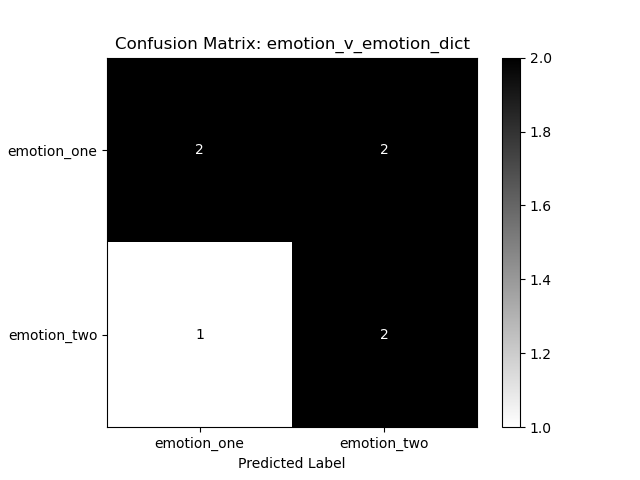 Confusion Matrix: emotion_v_emotion_dict
emotion_one
2
2
emotion_two
1
2
emotion_one
emotion_two
Predicted Label
2.0
1.8
1.6
1.4
1.2
1.0